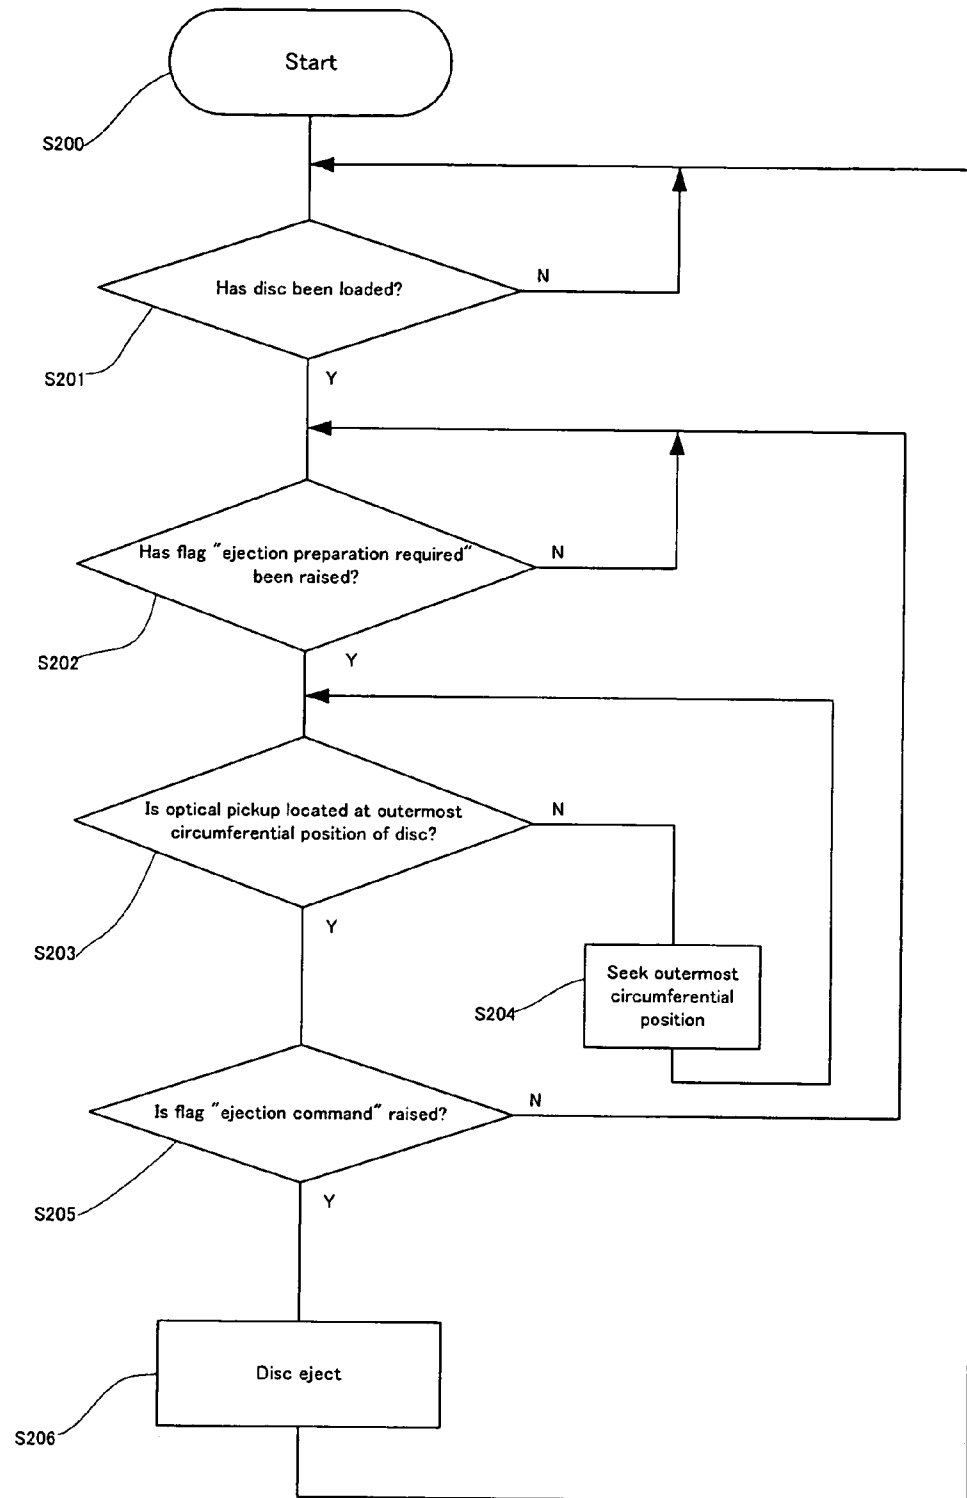 Start
S200
Has disc been loaded?
N
S201
Y
Has flag "ejection preparation required"
been raised?
N
S202
Y
Is optical pickup located at outermost
circumferential position of disc?
N
Y
S203
Seek outermost
circumferential
position
S204
Is flag "ejection command" raised?
N
S205
Y
Disc eject
S206